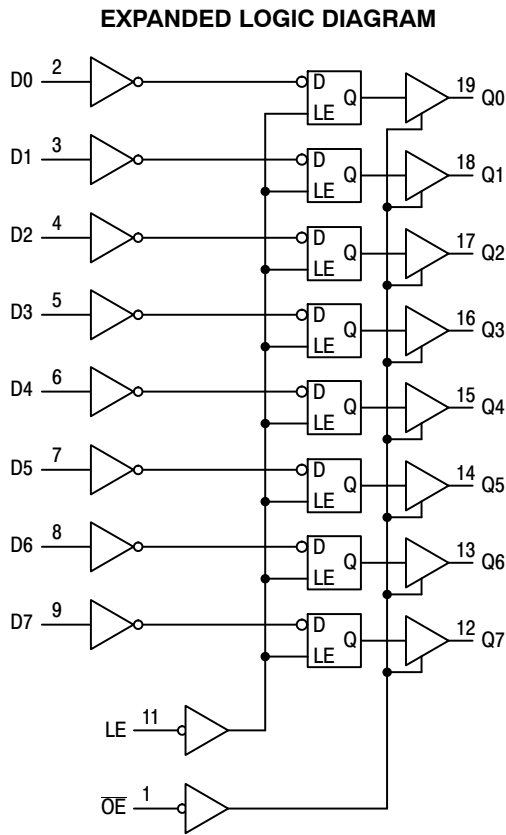 EXPANDED LOGIC DIAGRAM
D0 2 D LE Q 19 Q0
D1 3 D LE Q 18 Q1
D2 4 D LE Q 17 Q2
D3 5 D LE Q 16 Q3
D4 6 D LE Q 15 Q4
D5 7 D LE Q 14 Q5
D6 8 D LE Q 13 Q6
D7 9 D LE Q 12 Q7
LE 11
O̅E̅ 1